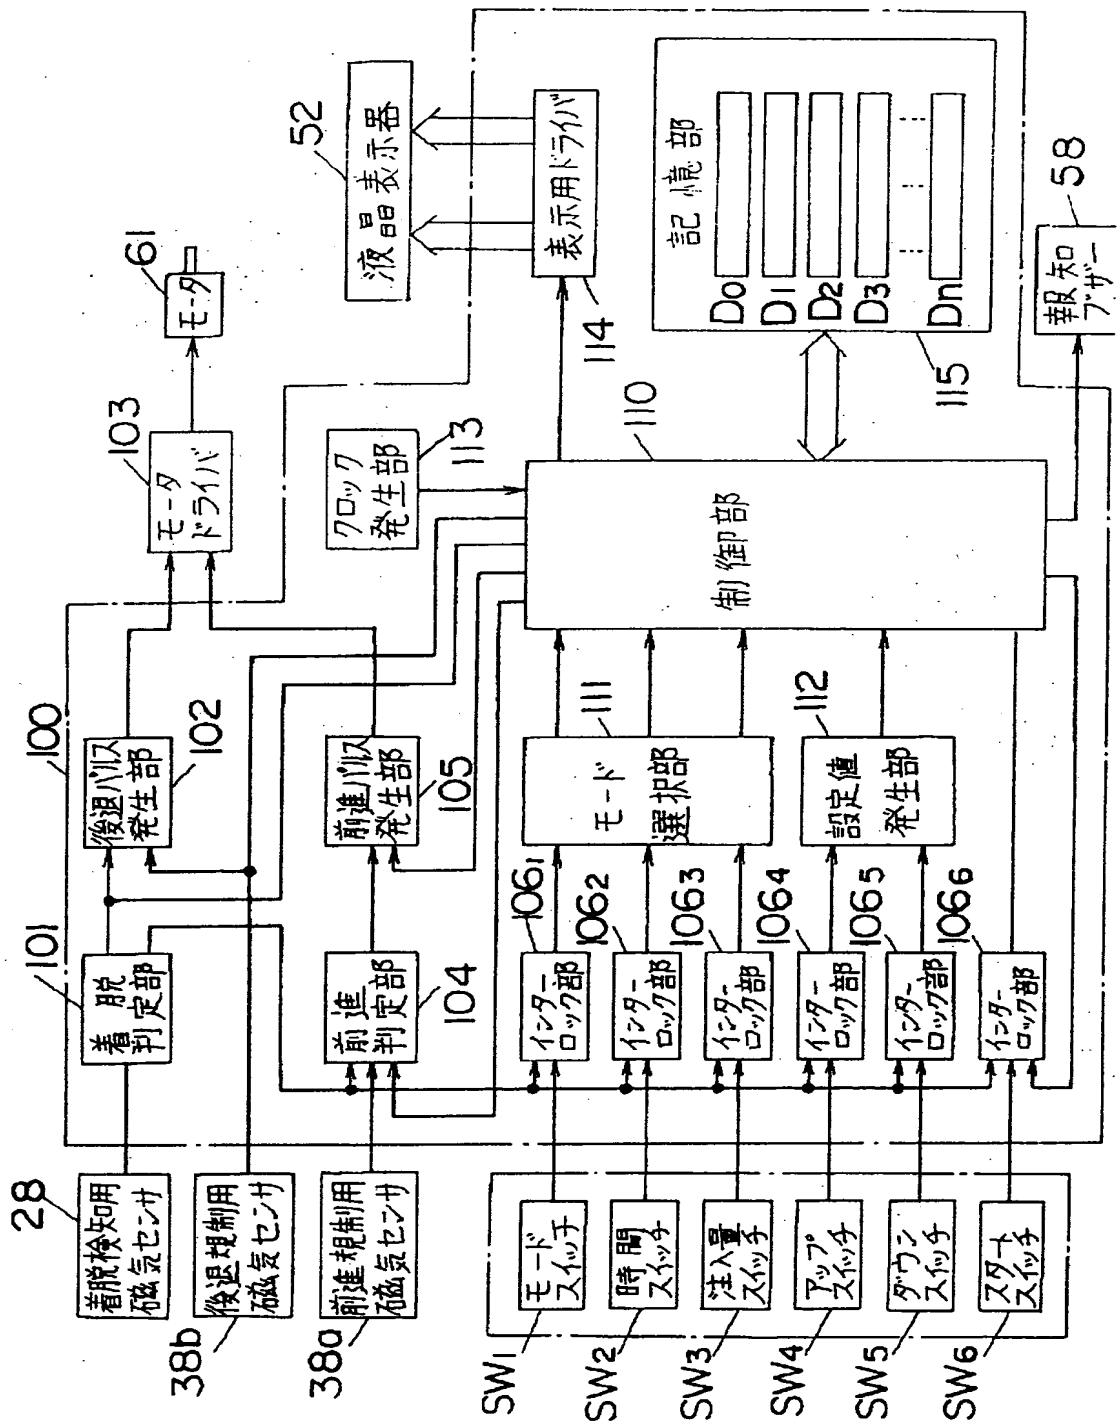 28
着脱検知用
磁気センサ
38b
後退規制用
磁気センサ
38a
前進規制用
磁気センサ
SW1
モード
スイッチ
SW2
時間
スイッチ
SW3
注入量
スイッチ
SW4
アップ
スイッチ
SW5
ダウン
スイッチ
SW6
スタート
スイッチ
100
101
着脱
判定部
102
後退パルス
発生部
103
モータ
ドライバ
61
モータ
104
前進
判定部
105
前進パルス
発生部
113
クロック
発生部
52
液晶表示器
1061
インター
ロック部
1062
インター
ロック部
1063
インター
ロック部
1064
インター
ロック部
1065
インター
ロック部
1066
インター
ロック部
111
モード
選択部
112
設定値
発生部
110
制御部
114
表示用ドライバ
115
記憶部
D0
D1
D2
D3
Dn
58
報知
ブザー